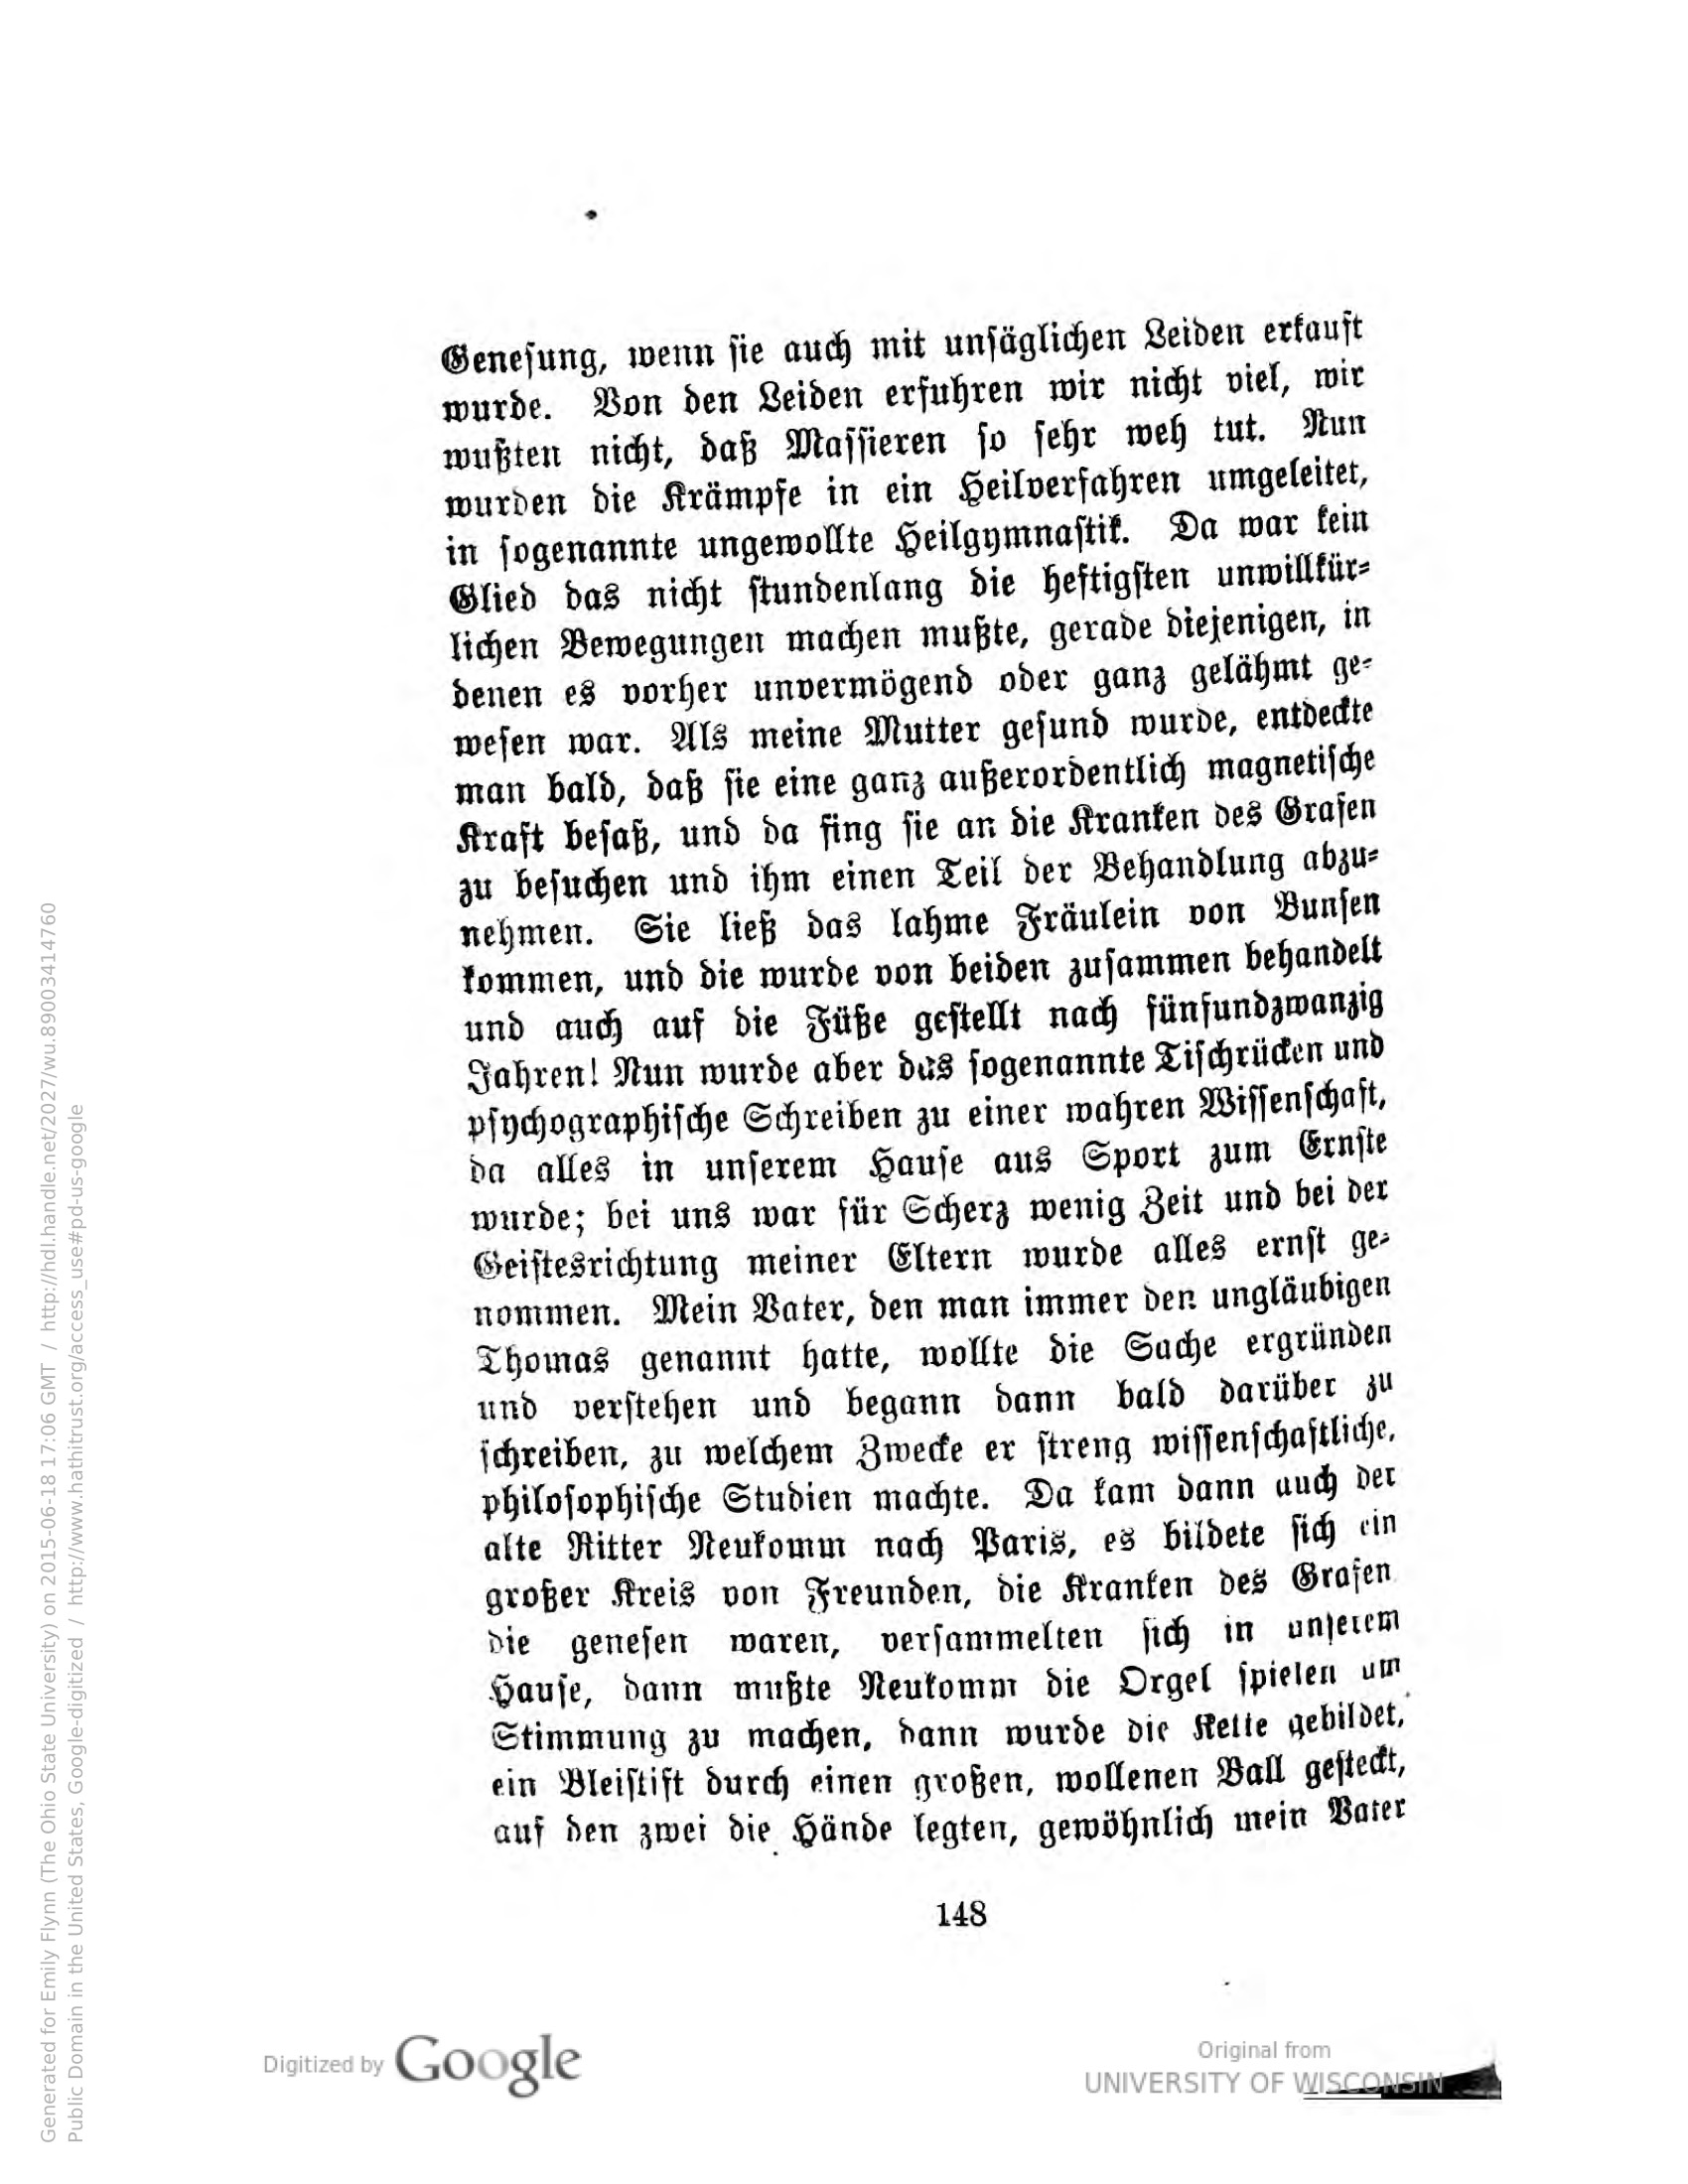 Genesung, wenn sie auch mit unsäglichen Leiden erkauft
wurde. Von den Leiden erfuhren wir nicht viel, wir
wußten nicht, daß Massieren so sehr weh tut. Nun
wurden die Krämpfe in ein Heilverfahren umgeleitet,
in sogenannte ungewollte Heilgymnastik. Da war kein
Glied das nicht stundenlang die heftigsten unwillkür-
lichen Bewegungen machen mußte, gerade diejenigen, in
denen es vorher unvermögend oder ganz gelähmt ge-
wesen war. Als meine Mutter gesund wurde, entdeckte
man bald, daß sie eine ganz außerordentlich magnetische
Kraft besaß, und da fing sie an die Kranken des Grafen
zu besuchen und ihm einen Teil der Behandlung abzu-
nehmen. Sie ließ das lahme Fräulein von Bunsen
kommen, und die wurde von beiden zusammen behandelt
und auch auf die Füße gestellt nach fünfundzwanzig
Jahren! Nun wurde aber das sogenannte Tischrücken und
psychographische Schreiben zu einer wahren Wissenschaft,
da alles in unserem Hause aus Sport zum Ernste
wurde; bei uns war für Scherz wenig Zeit und bei der
Geistesrichtung meiner Eltern wurde alles ernst ge-
nommen. Mein Vater, den man immer den ungläubigen
Thomas genannt hatte, wollte die Sache ergründen
und verstehen und begann dann bald darüber zu
schreiben, zu welchem Zwecke er streng wissenschaftliche,
philosophische Studien machte. Da kam dann auch der
alte Ritter Neukomm nach Paris, es bildete sich ein
großer Kreis von Freunden, die Kranken des Grafen
die genesen waren, versammelten sich in unserem
Hause, dann mußte Neukomm die Orgel spielen um
Stimmung zu machen, dann wurde die Kette gebildet,
ein Bleistift durch einen großen, wollenen Ball gesteckt,
auf den zwei die Hände legten, gewöhnlich mein Vater
148
Digitized by Google
Original from
UNIVERSITY OF WISCONSIN
Generated for Emily Flynn (The Ohio State University) on 2015-06-18 17:06 GMT / http://hdl.handle.net/2027/wu.89003414760
Public Domain in the United States, Google-digitized / http://www.hathitrust.org/access_use#pd-us-google